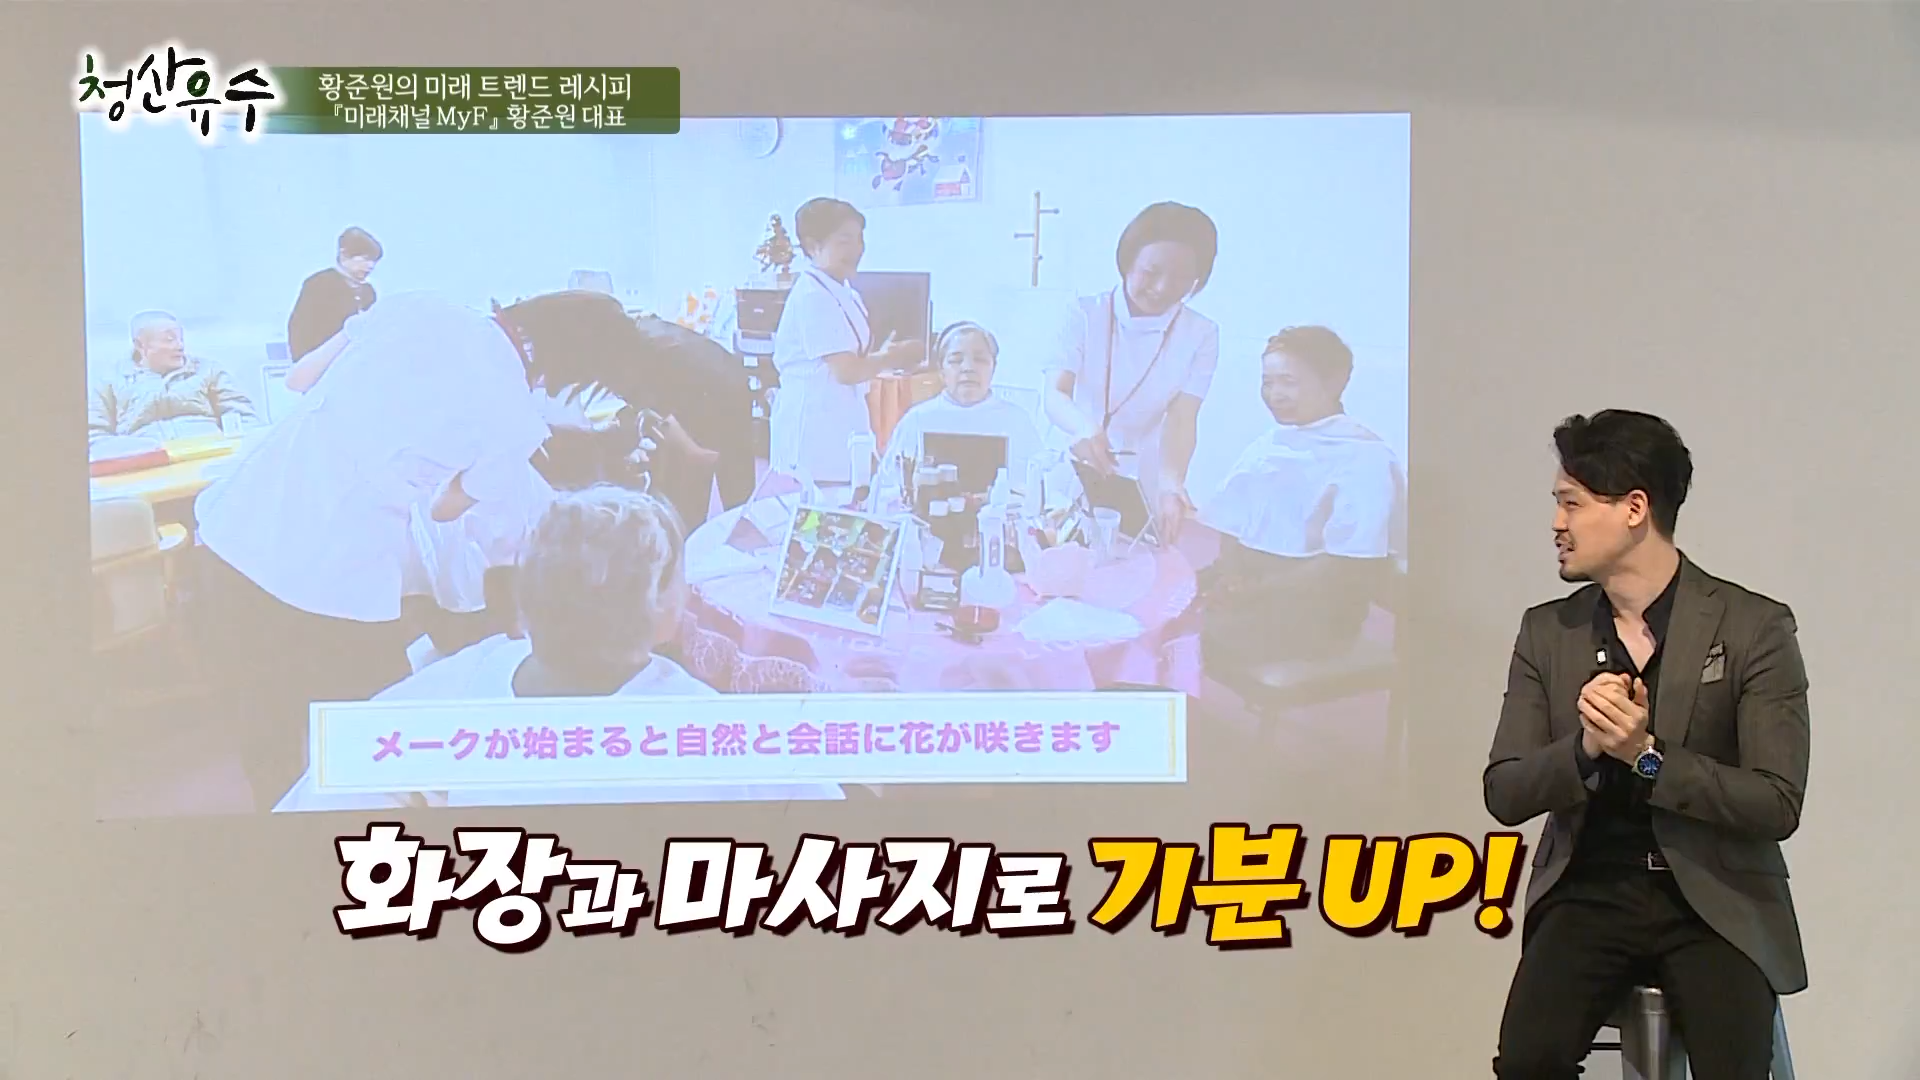 청산유수
황준원의 미래 트렌드 레시피
『미래채널 MyF』 황준원 대표
メークが始まると自然と会話に花が咲きます
화장과 마사지로 기분 UP!